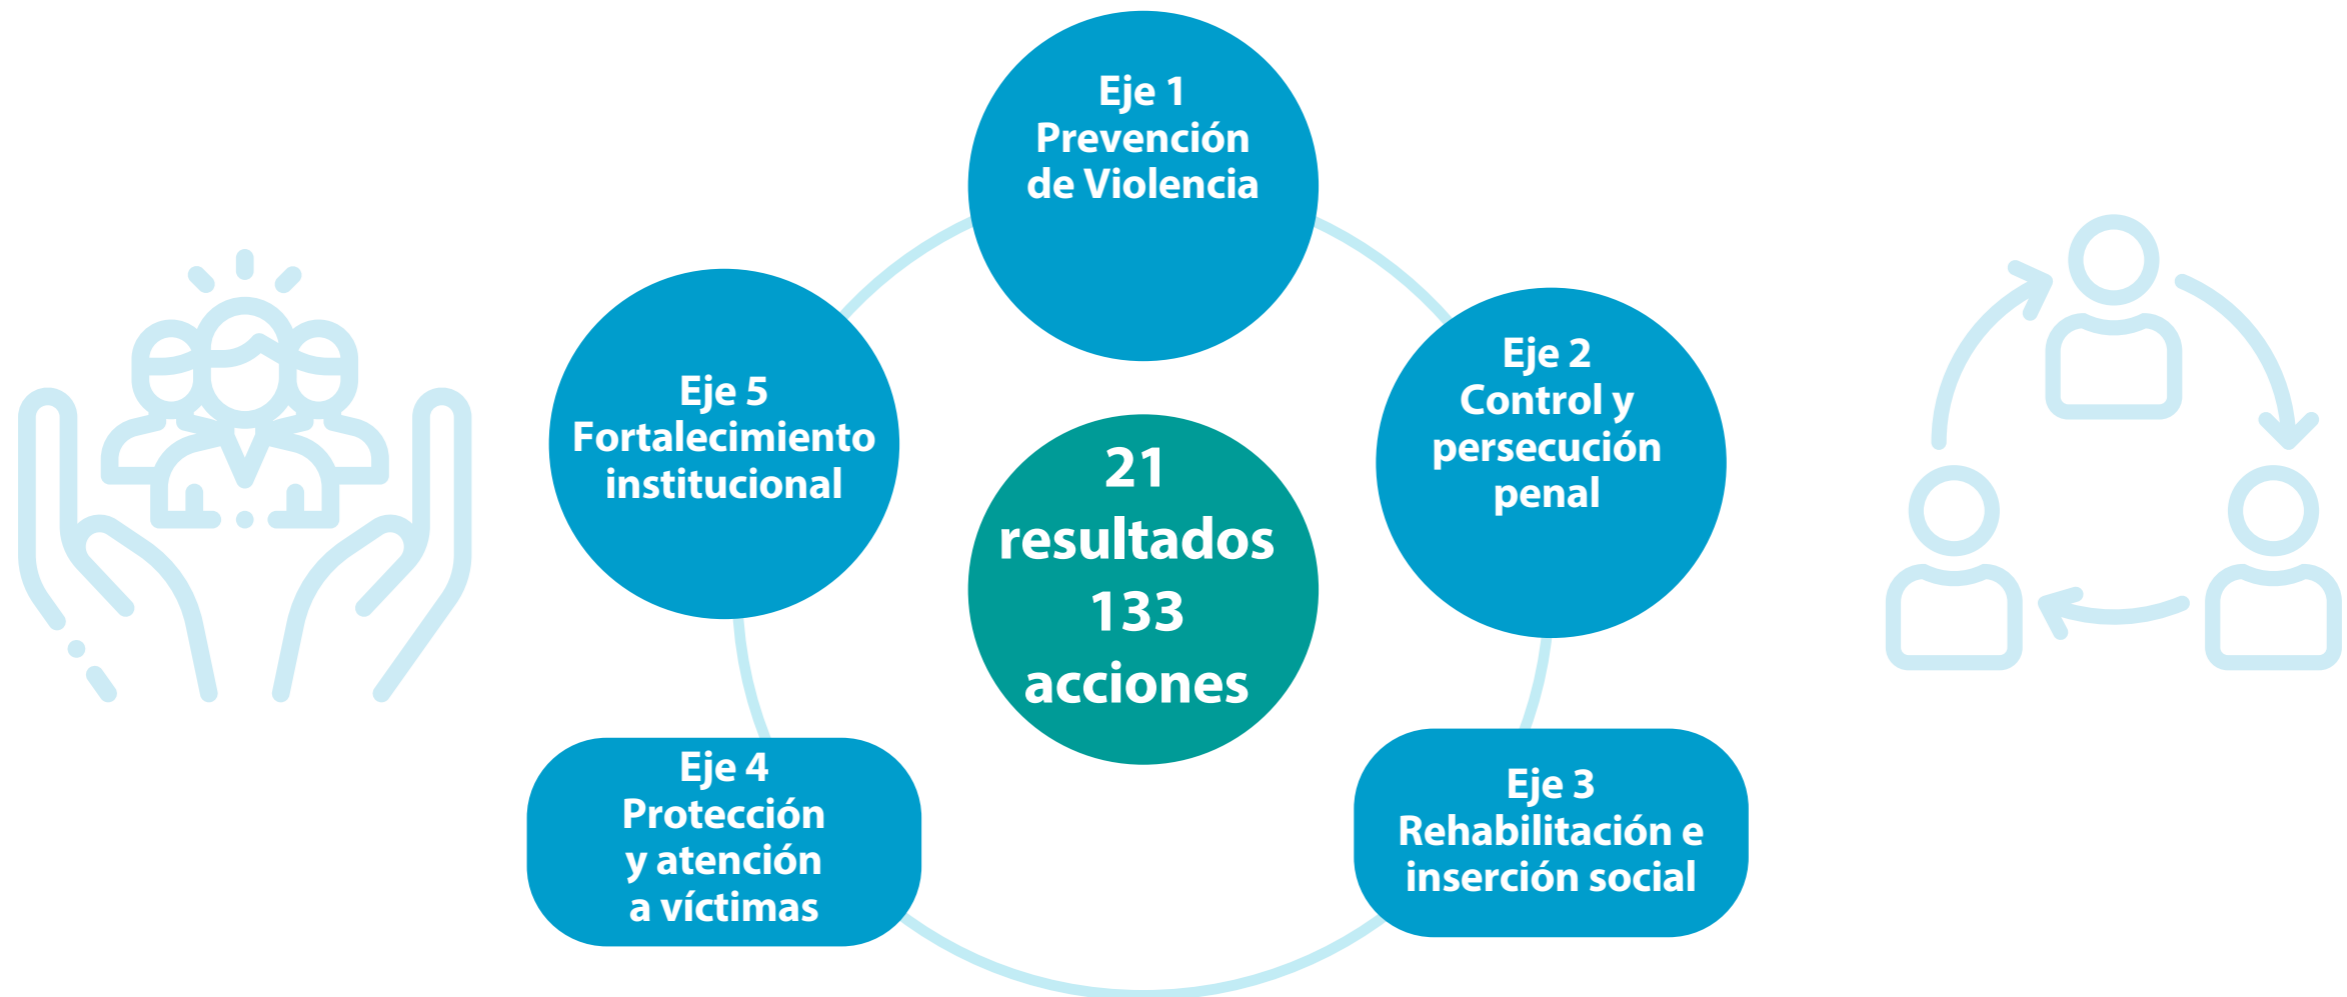 Eje 1
Prevención
de Violencia
Eje 2
Control y
persecución
penal
Eje 3
Rehabilitación e
inserción social
Eje 4
Protección
y atención
a víctimas
Eje 5
Fortalecimiento
institucional
21
resultados
133
acciones